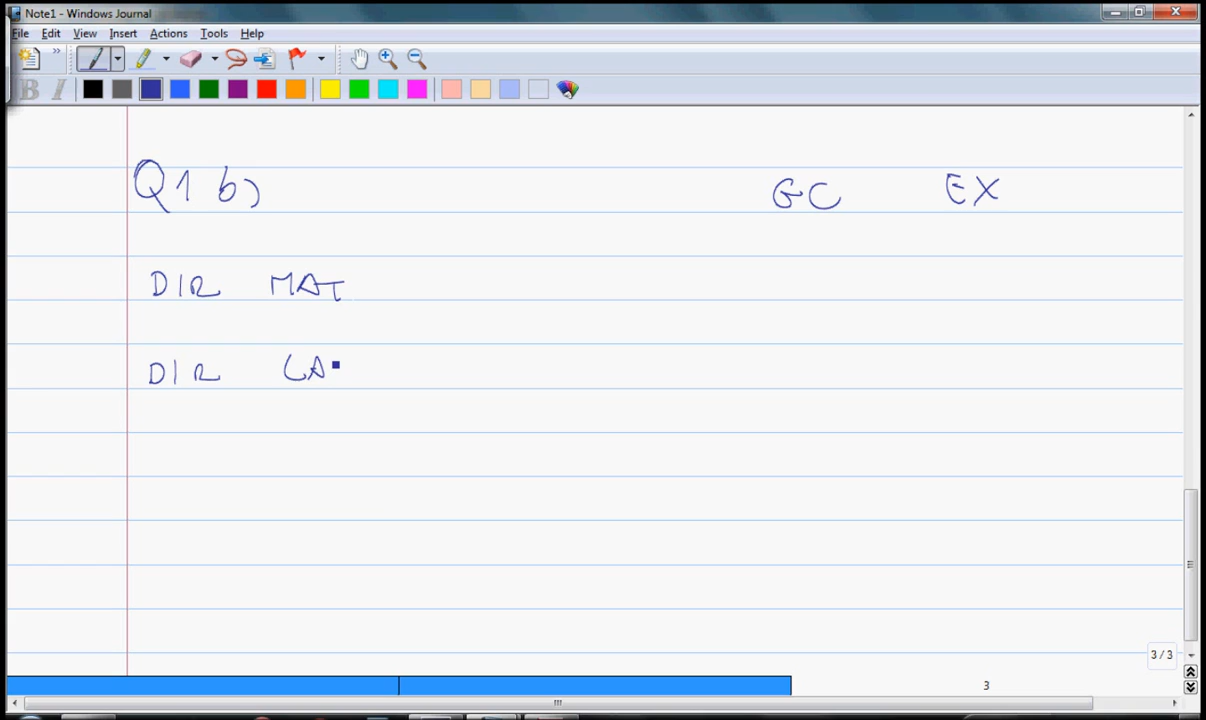 Note1 - Windows Journal
File Edit View Insert Actions Tools Help
B I
Q1 b) GC EX
DIR MAT
DIR LA
3 / 3
3